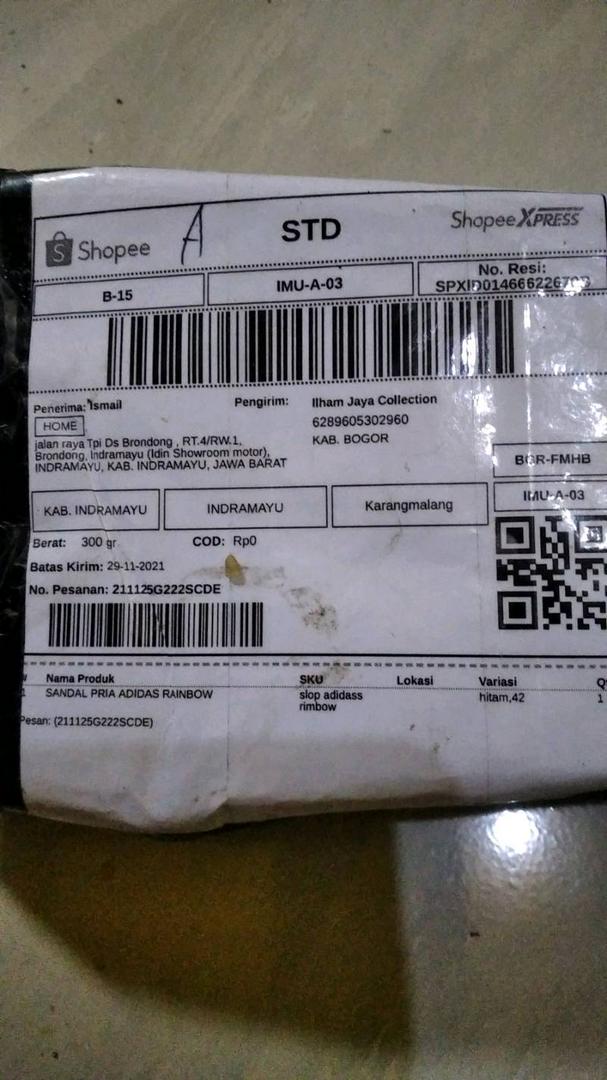 Shopee
A
STD
ShopeeXPRESS
B-15
IMU-A-03
No. Resi:
Penerima: Ismail
Pengirim:
Ilham Jaya Collection
HOME
6289605302960
KAB. BOGOR
jalan raya Tpi Ds Brondong , RT.4/RW.1,
Brondong, Indramayu (Idin Showroom motor),
INDRAMAYU, KAB. INDRAMAYU, JAWA BARAT
BGR-FMHB
IMU-A-03
KAB. INDRAMAYU
INDRAMAYU
Karangmalang
Berat: 300 gr
COD: Rp0
Batas Kirim: 29-11-2021
No. Pesanan: 211125G222SCDE
# Nama Produk SKU Lokasi Variasi
1 SANDAL PRIA ADIDAS RAINBOW slop adidass hitam,42 1
rimbow
Pesan: (211125G222SCDE)